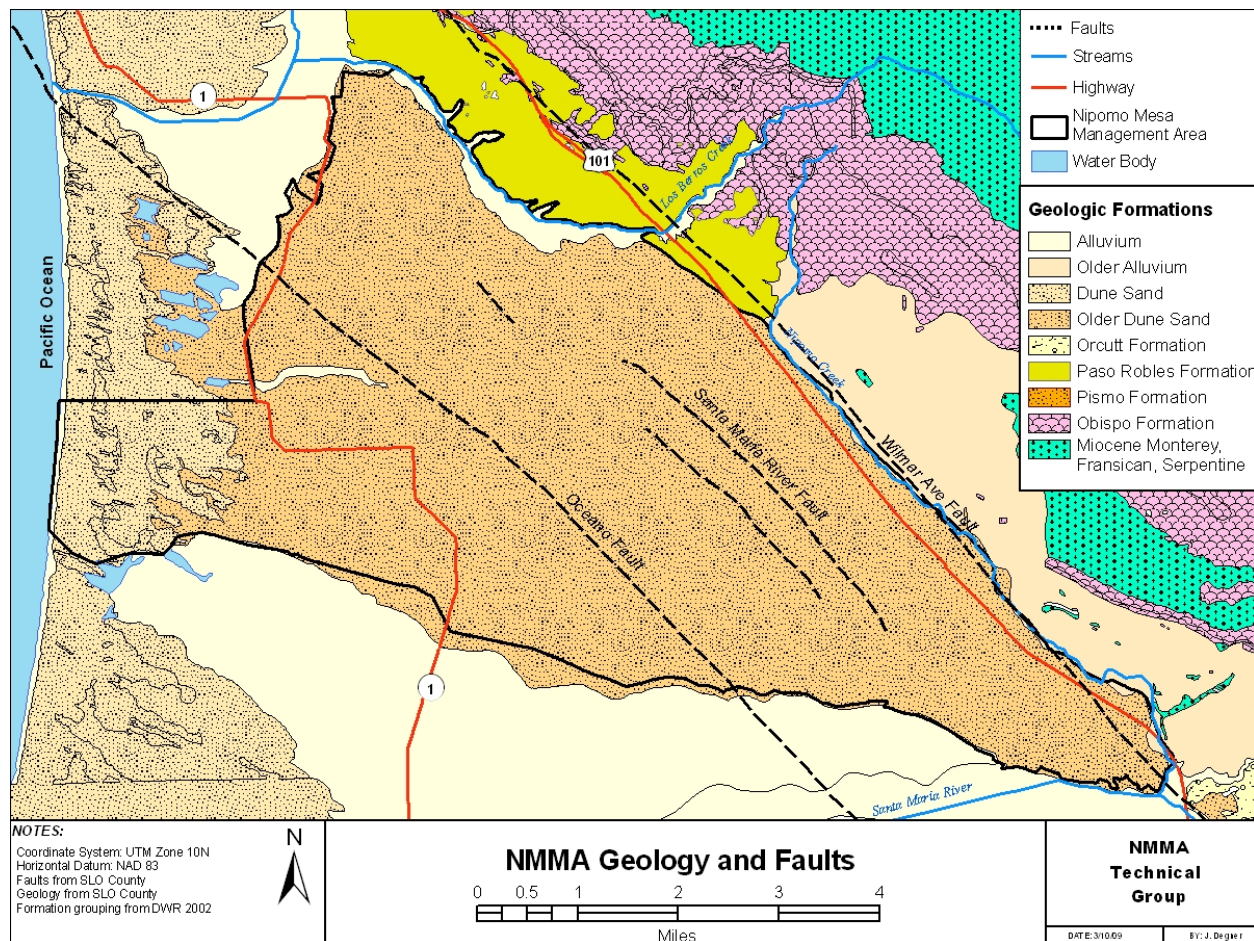 Faults
Streams
Highway
Nipomo Mesa
Management Area
Water Body
Geologic Formations
Alluvium
Older Alluvium
Dune Sand
Older Dune Sand
Orcutt Formation
Paso Robles Formation
Pismo Formation
Obispo Formation
Miocene Monterey,
Fransican, Serpentine
1
101
Los Berros Creek
Pacific Ocean
Nipomo Creek
Santa Maria River Fault
Wilmar Ave Fault
Oceano Fault
1
Santa Maria River
NOTES:
Coordinate System: UTM Zone 10N
Horizontal Datum: NAD 83
Faults from SLO County
Geology from SLO County
Formation grouping from DWR 2002
N
NMMA Geology and Faults
0 0.5 1 2 3 4
Miles
NMMA
Technical
Group
DATE: 3/10/09
BY: J. Degner